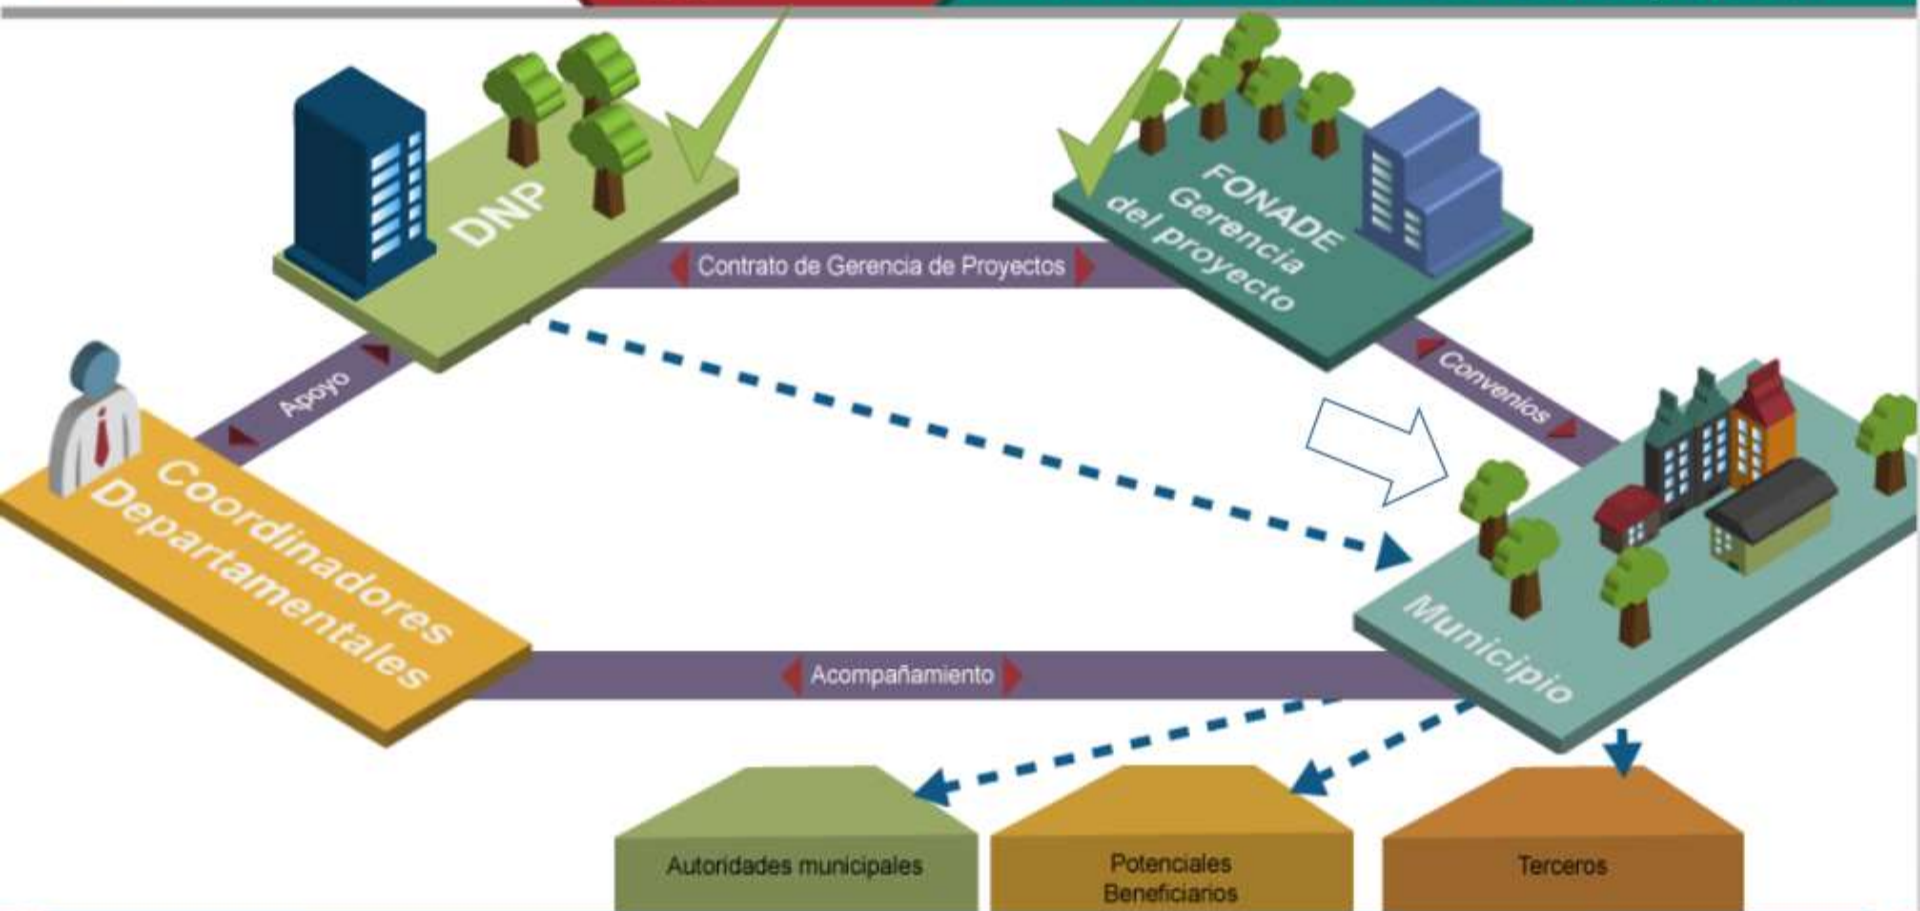 DNP
FONADE
Gerencia
del proyecto
Contrato de Gerencia de Proyectos
Apoyo
Convenios
Coordinadores
Departamentales
Municipio
Acompañamiento
Autoridades municipales
Potenciales
Beneficiarios
Terceros